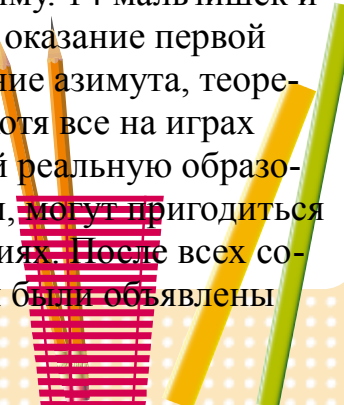 14 мальчишек и
оказание первой
ние азимута, теоре-
отя все на играх
й реальную образо-
, могут пригодиться
иях. После всех со-
были объявлены